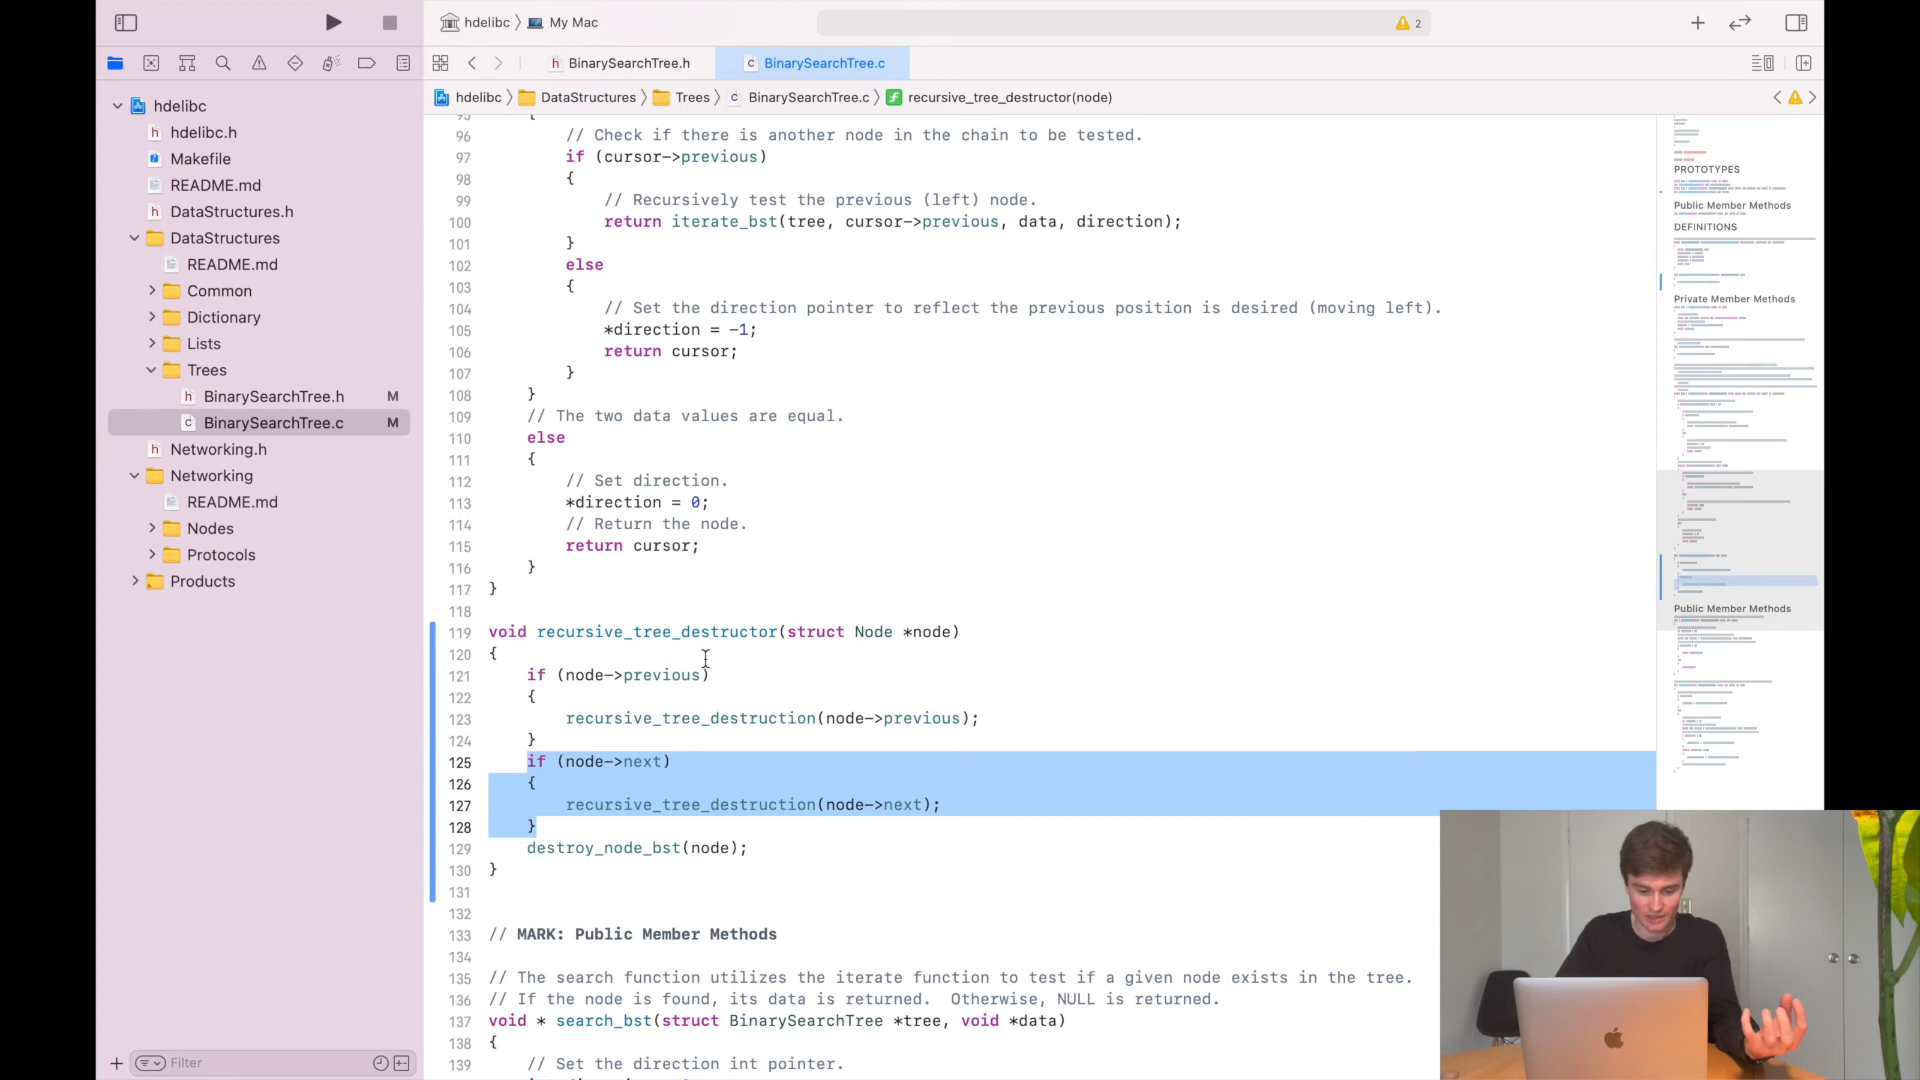 hdelibc 〉 My Mac
2
BinarySearchTree.h
BinarySearchTree.c
hdelibc 〉 DataStructures 〉 Trees 〉 BinarySearchTree.c 〉 recursive_tree_destructor(node)
hdelibc
hdelibc.h
Makefile
README.md
DataStructures.h
DataStructures
README.md
Common
Dictionary
Lists
Trees
BinarySearchTree.h M
BinarySearchTree.c M
Networking.h
Networking
README.md
Nodes
Protocols
Products
Filter
95 {
96 // Check if there is another node in the chain to be tested.
97 if (cursor->previous)
98 {
99 // Recursively test the previous (left) node.
100 return iterate_bst(tree, cursor->previous, data, direction);
101 }
102 else
103 {
104 // Set the direction pointer to reflect the previous position is desired (moving left).
105 *direction = -1;
106 return cursor;
107 }
108 }
109 // The two data values are equal.
110 else
111 {
112 // Set direction.
113 *direction = 0;
114 // Return the node.
115 return cursor;
116 }
117 }
118
119 void recursive_tree_destructor(struct Node *node)
120 {
121 if (node->previous)
122 {
123 recursive_tree_destruction(node->previous);
124 }
125 if (node->next)
126 {
127 recursive_tree_destruction(node->next);
128 }
129 destroy_node_bst(node);
130 }
131
132
133 // MARK: Public Member Methods
134
135 // The search function utilizes the iterate function to test if a given node exists in the tree.
136 // If the node is found, its data is returned.  Otherwise, NULL is returned.
137 void * search_bst(struct BinarySearchTree *tree, void *data)
138 {
139 // Set the direction int pointer.
PROTOTYPES
Public Member Methods
DEFINITIONS
Private Member Methods
Public Member Methods